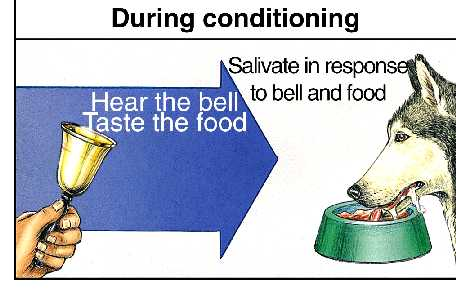 During conditioning
Salivate in response
to bell and food
Hear the bell
Taste the food